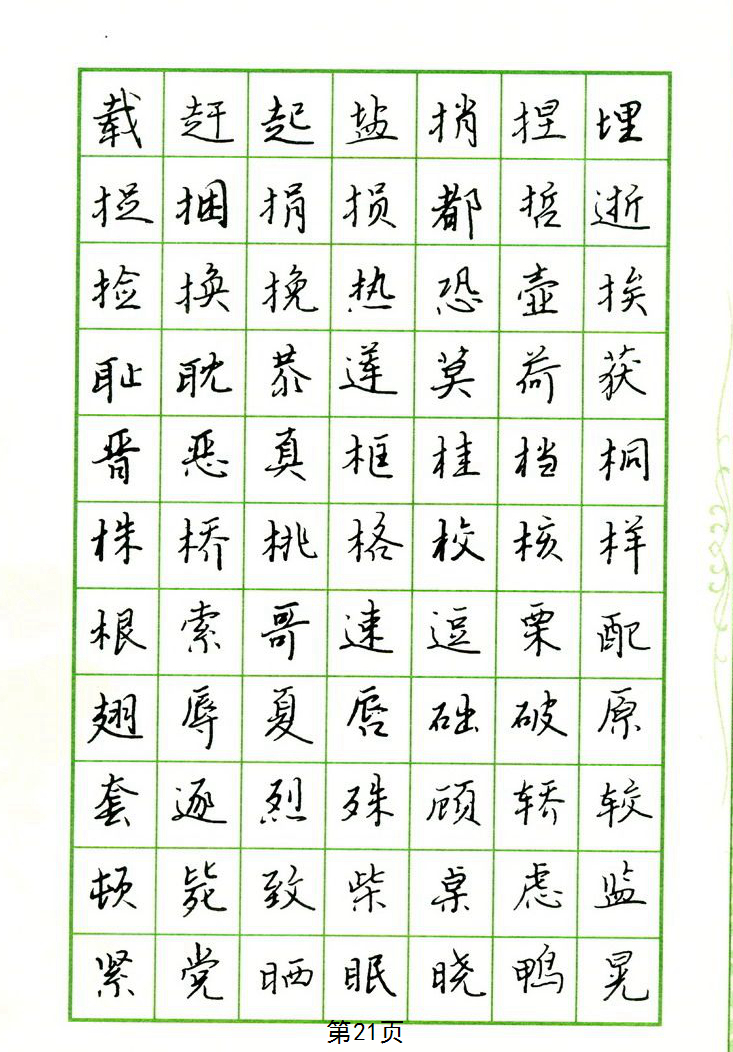 载赶起盐捎捏埋
捉捆捐损都哲逝
捡换挽热恐壶挨
耻耽恭莲莫荷获
晋恶真框桂档桐
株桥桃格校核样
根索哥速逗栗配
翅辱夏唇础破原
套逐烈殊顾轿较
顿毙致柴桌虑监
紧党晒眠晓鸭晃
第21页